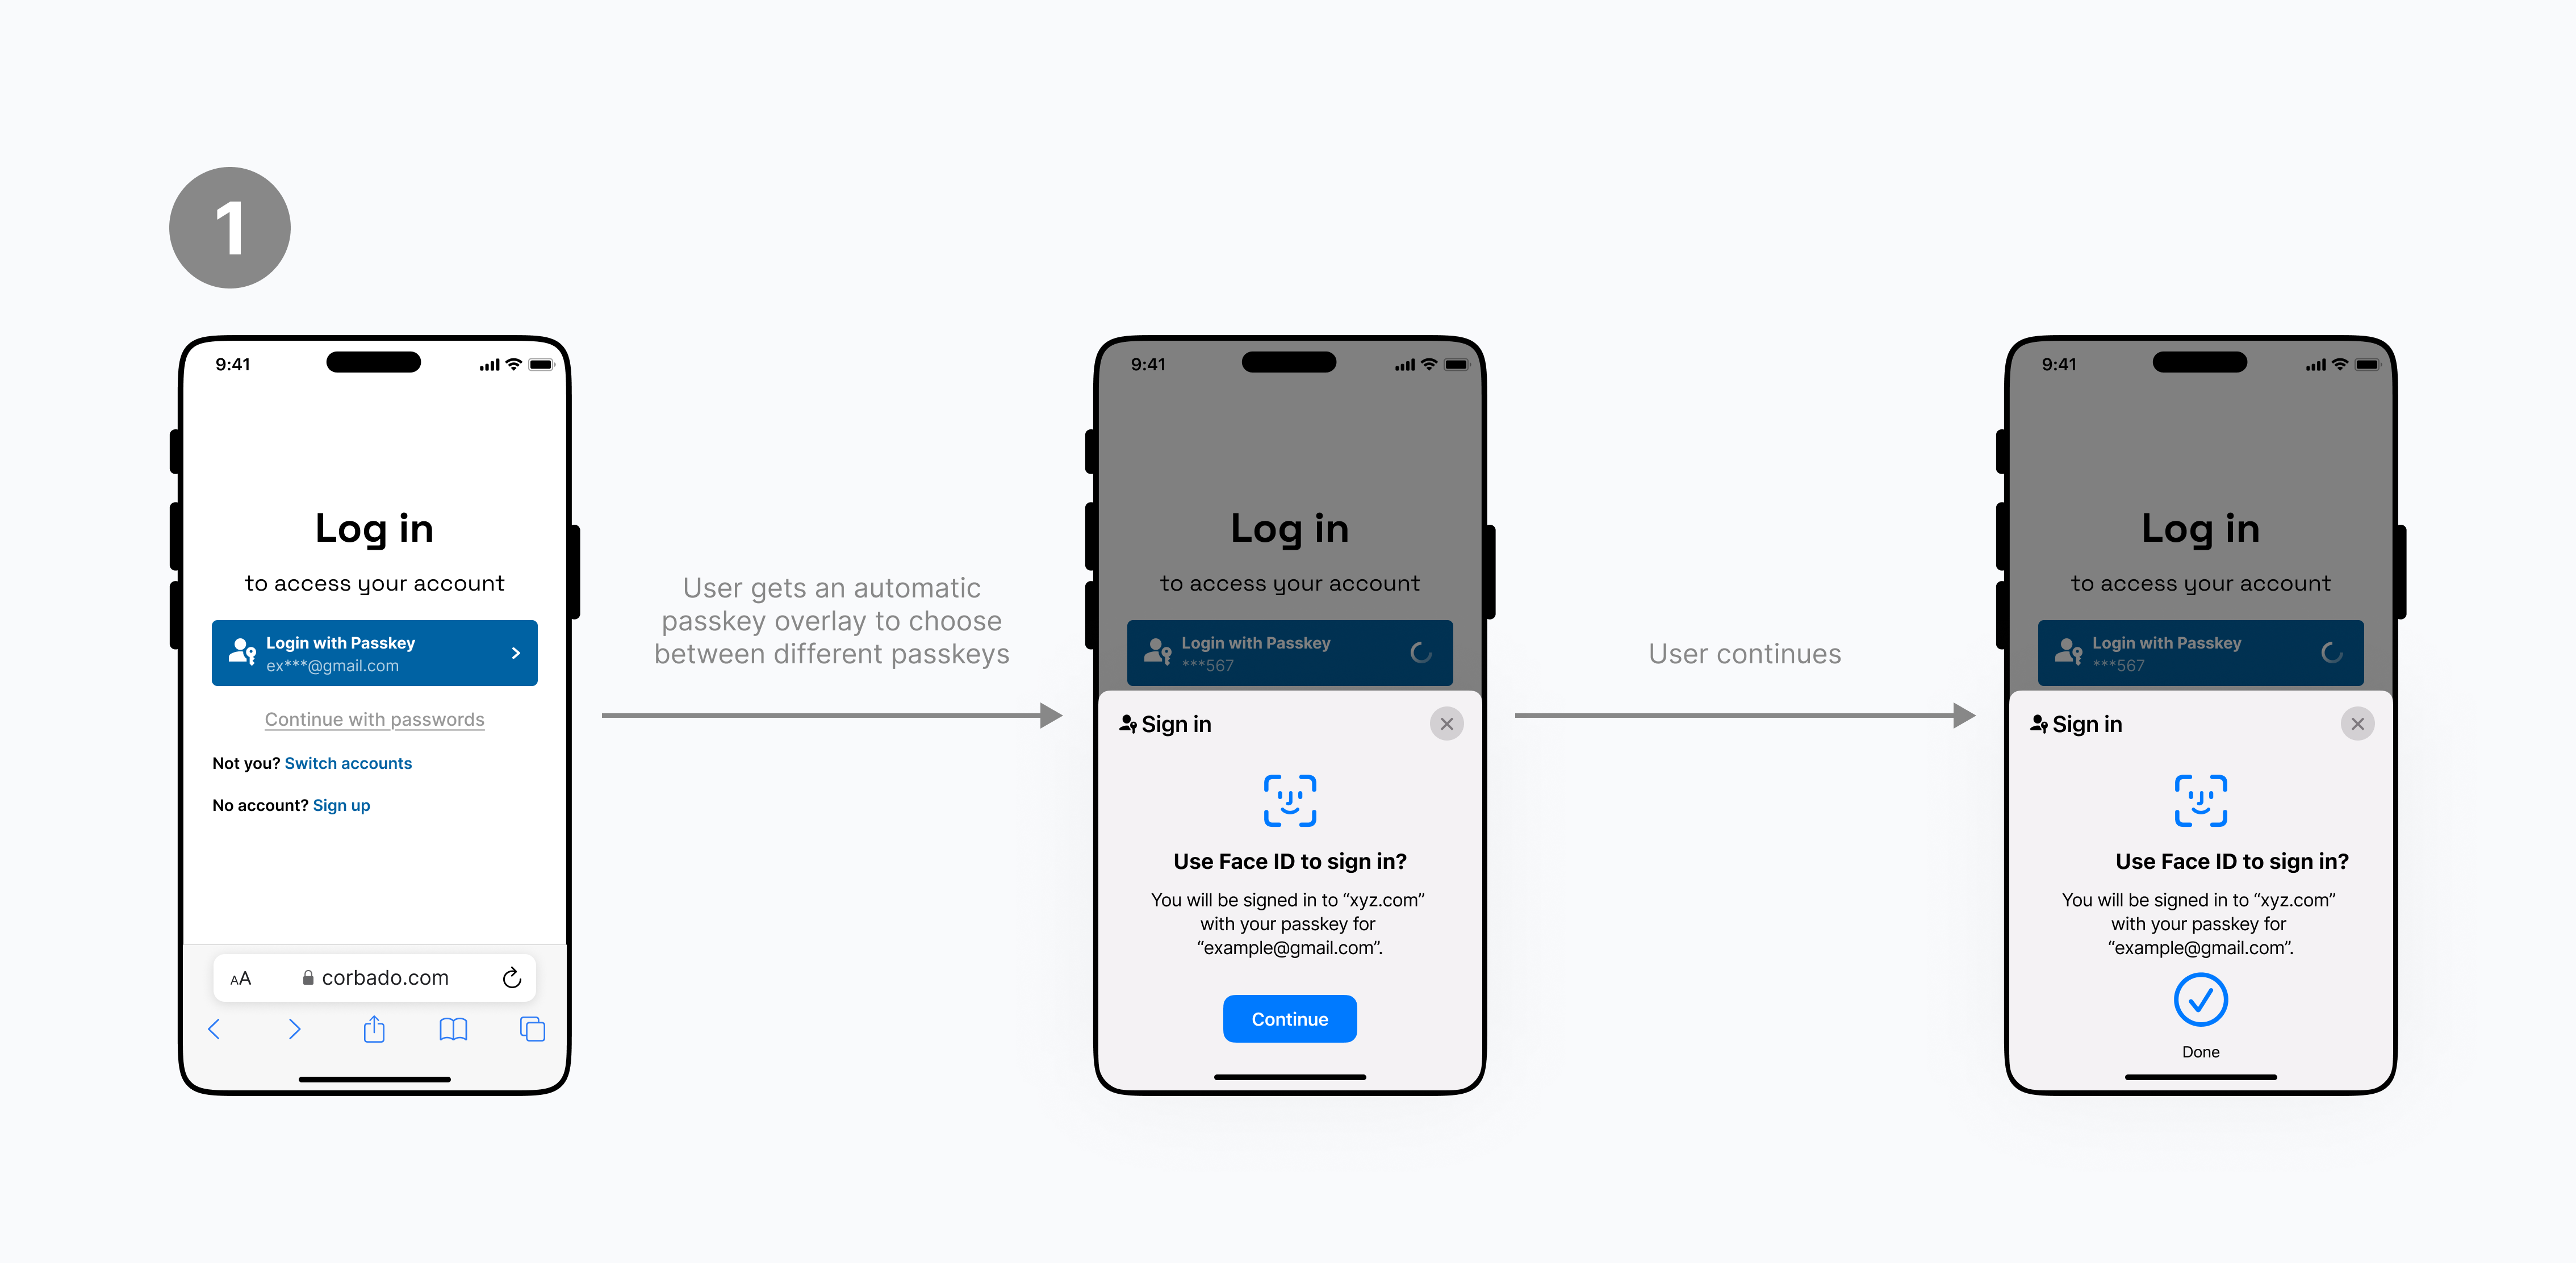 1
9:41
Log in
to access your account
Login with Passkey
ex***@gmail.com
Continue with passwords
Not you? Switch accounts
No account? Sign up
AA corbado.com
User gets an automatic
passkey overlay to choose
between different passkeys
9:41
Log in
to access your account
Login with Passkey
***567
Sign in
Use Face ID to sign in?
You will be signed in to “xyz.com”
with your passkey for
“example@gmail.com”.
Continue
User continues
9:41
Log in
to access your account
Login with Passkey
***567
Sign in
Use Face ID to sign in?
You will be signed in to “xyz.com”
with your passkey for
“example@gmail.com”.
Done